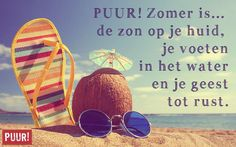 PUUR! Zomer is...
de zon op je huid,
je voeten
in het water
en je geest
tot rust.
PUUR!